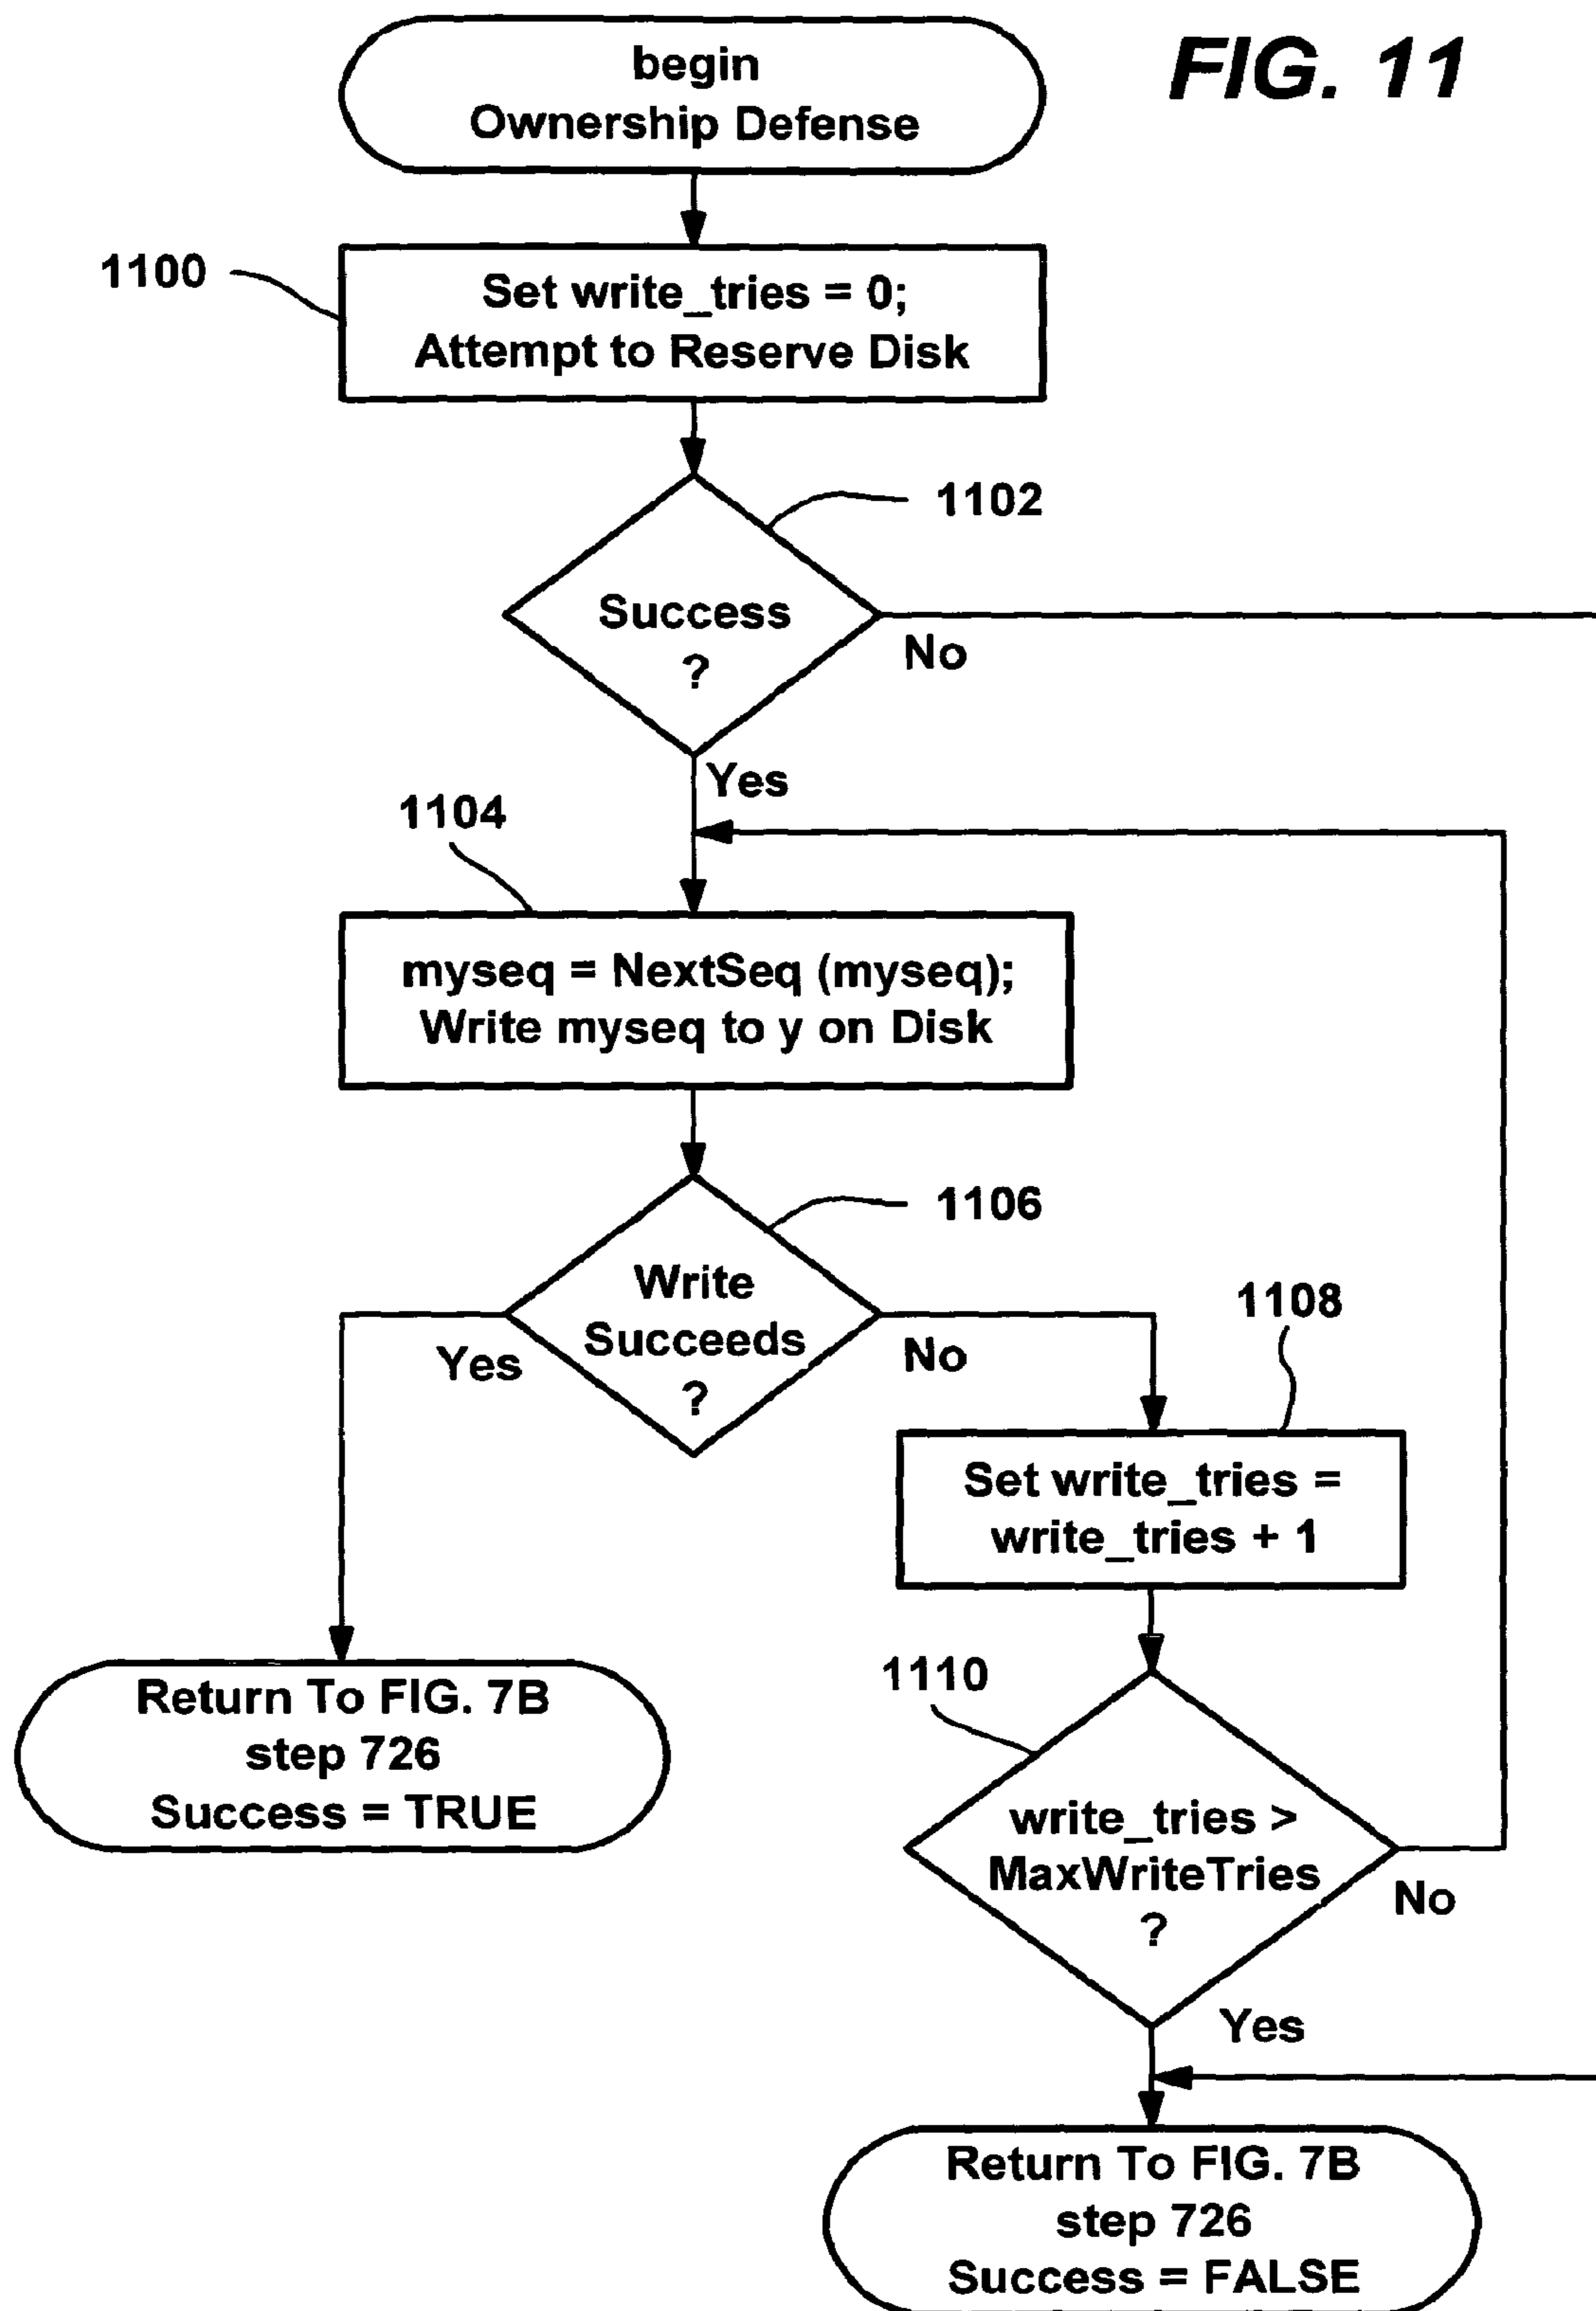 FIG. 11
begin
Ownership Defense
1100
Set write_tries = 0;
Attempt to Reserve Disk
1102
Success
?
No
Yes
1104
myseq = NextSeq (myseq);
Write myseq to y on Disk
1106
Write
Succeeds
?
Yes
No
1108
Set write_tries =
write_tries + 1
Return To FIG. 7B
step 726
Success = TRUE
1110
write_tries >
MaxWriteTries
?
No
Yes
Return To FIG. 7B
step 726
Success = FALSE